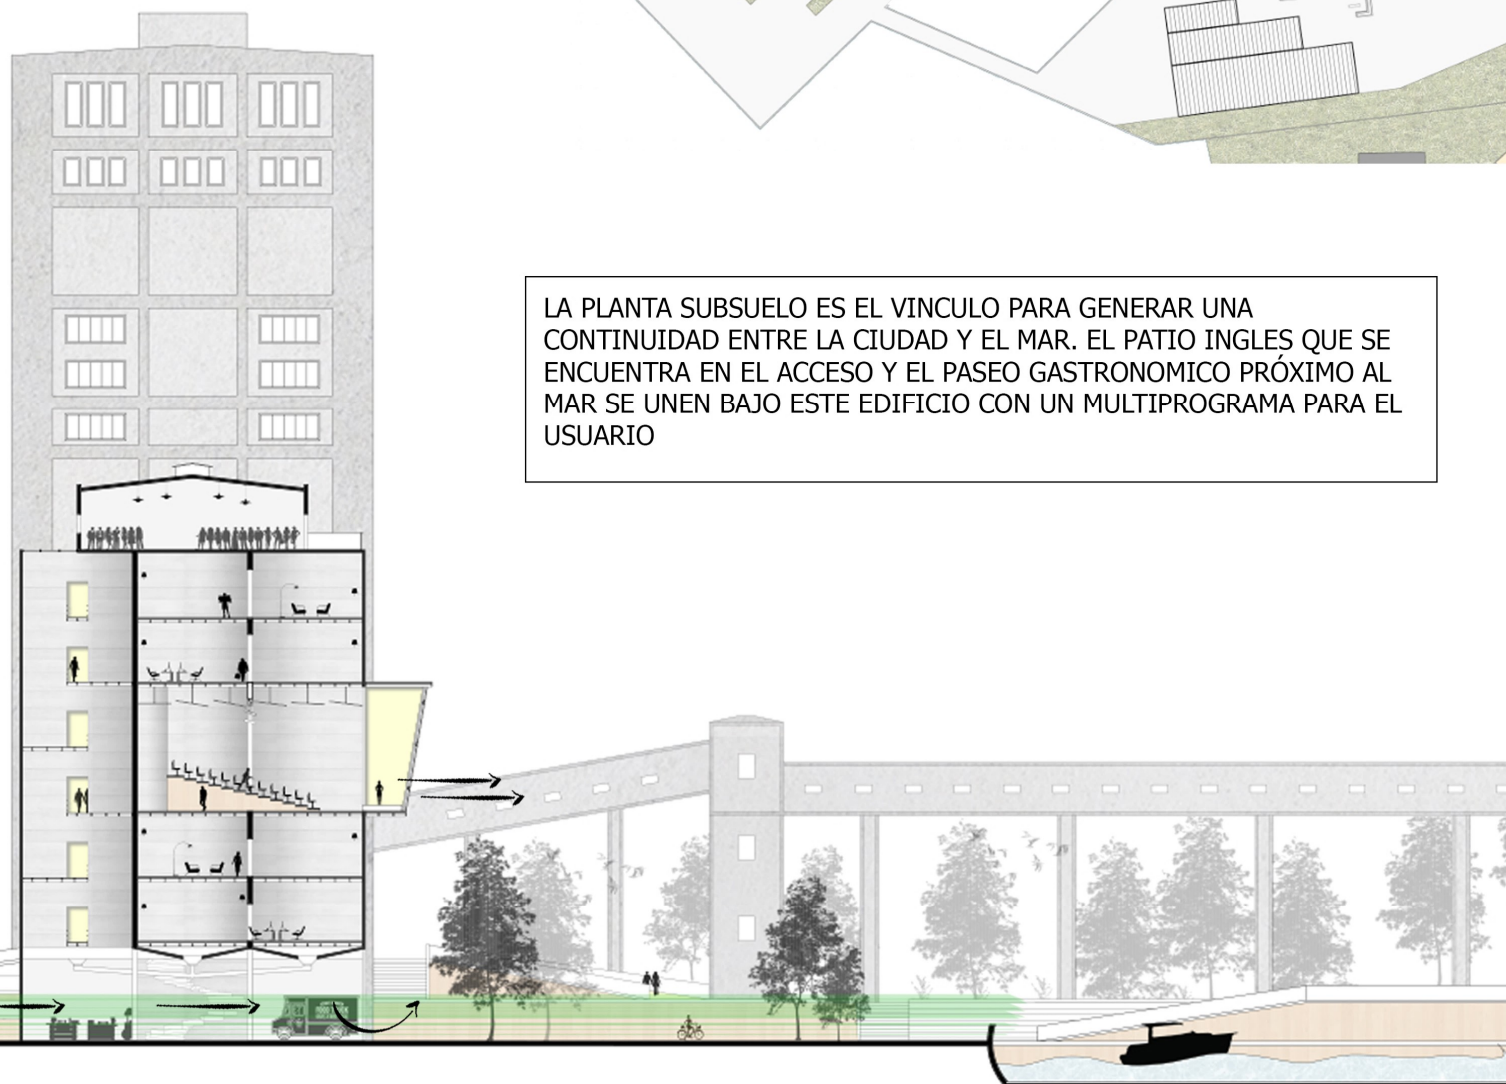 LA PLANTA SUBSUELO ES EL VINCULO PARA GENERAR UNA
CONTINUIDAD ENTRE LA CIUDAD Y EL MAR. EL PATIO INGLES QUE SE
ENCUENTRA EN EL ACCESO Y EL PASEO GASTRONOMICO PRÓXIMO AL
MAR SE UNEN BAJO ESTE EDIFICIO CON UN MULTIPROGRAMA PARA EL
USUARIO